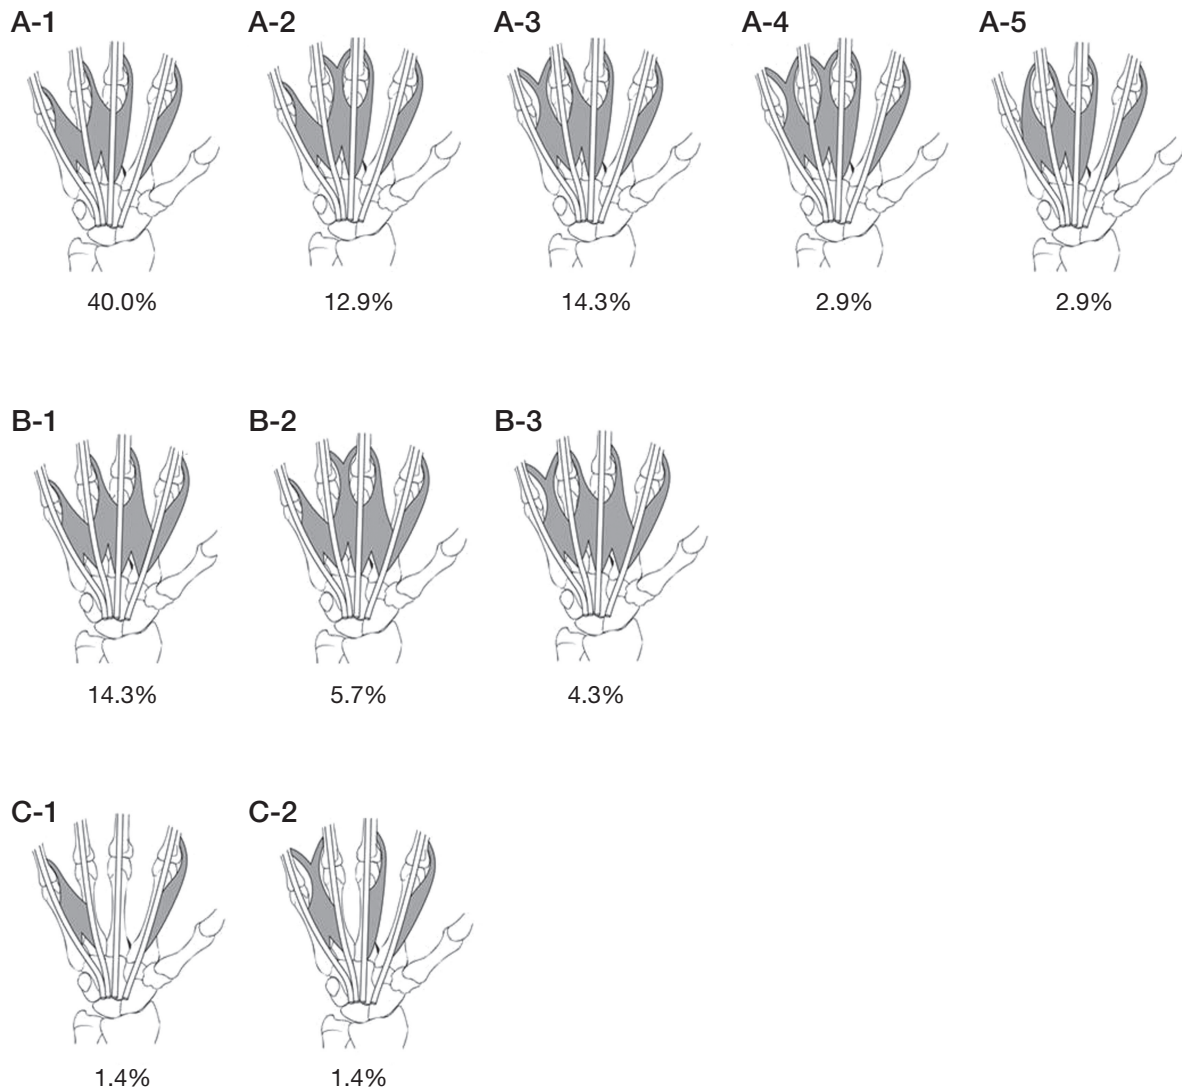 A-1 A-2 A-3 A-4 A-5
40.0% 12.9% 14.3% 2.9% 2.9%
B-1 B-2 B-3
14.3% 5.7% 4.3%
C-1 C-2
1.4% 1.4%